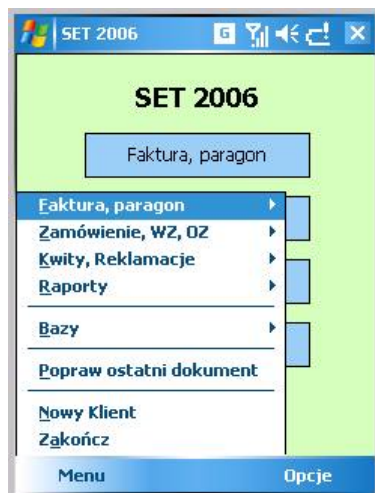 SET 2006
G
SET 2006
Faktura, paragon
Faktura, paragon
Zamówienie, WZ, OZ
Kwity, Reklamacje
Raporty
Bazy
Popraw ostatni dokument
Nowy Klient
Zakończ
Menu Opcje